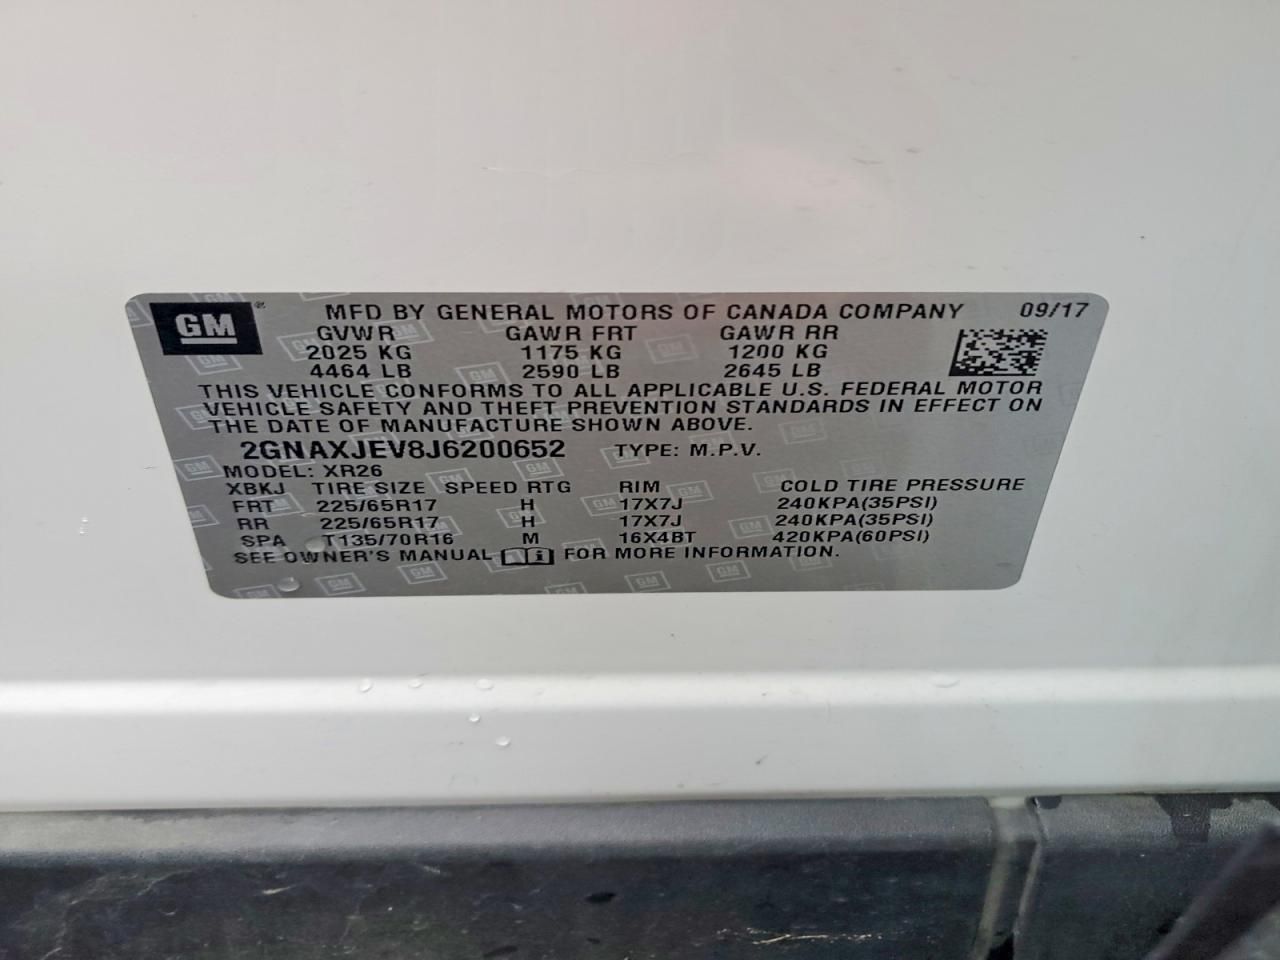 GM ® MFD BY GENERAL MOTORS OF CANADA COMPANY 09/17
GVWR GAWR FRT GAWR RR
2025 KG 1175 KG 1200 KG
4464 LB 2590 LB 2645 LB
THIS VEHICLE CONFORMS TO ALL APPLICABLE U.S. FEDERAL MOTOR
VEHICLE SAFETY AND THEFT PREVENTION STANDARDS IN EFFECT ON
THE DATE OF MANUFACTURE SHOWN ABOVE.
2GNAXJEV8J6200652 TYPE: M.P.V.
MODEL: XR26
XBKJ TIRE SIZE SPEED RTG RIM COLD TIRE PRESSURE
FRT 225/65R17 H 17X7J 240KPA(35PSI)
RR 225/65R17 H 17X7J 240KPA(35PSI)
SPA T135/70R16 M 16X4BT 420KPA(60PSI)
SEE OWNER'S MANUAL FOR MORE INFORMATION.